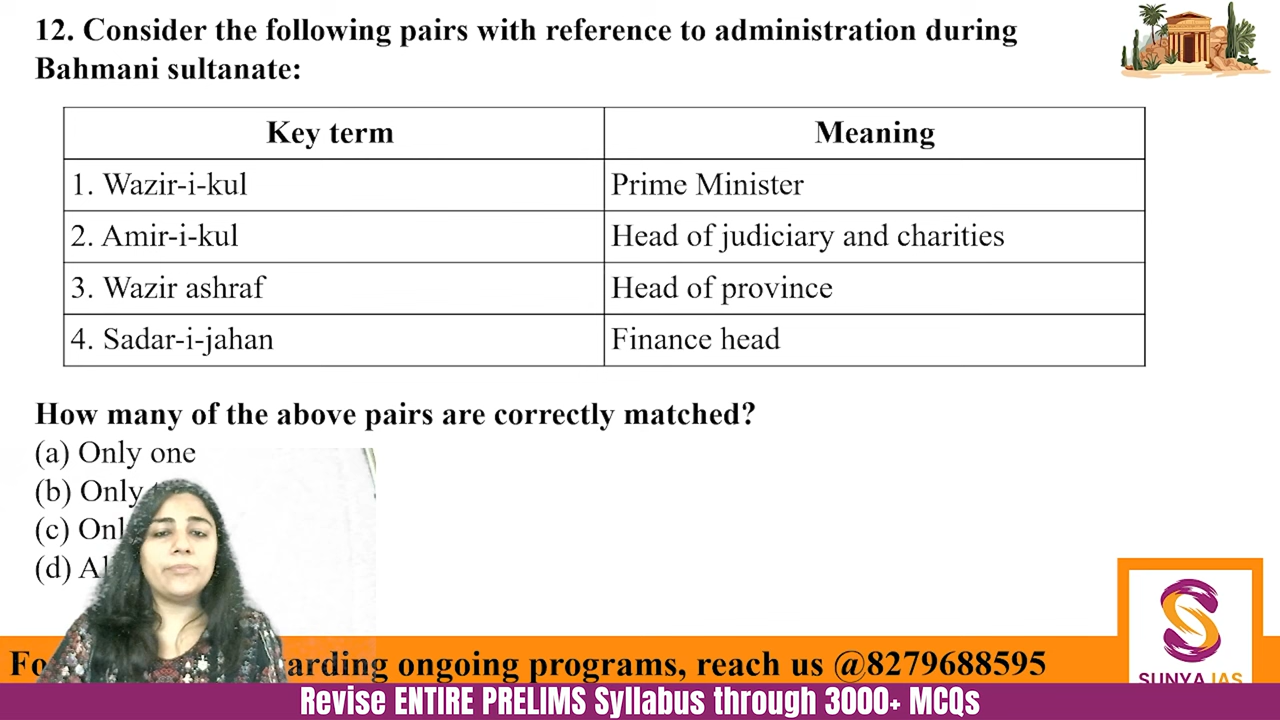 12. Consider the following pairs with reference to administration during
Bahmani sultanate:
Key term Meaning
1. Wazir-i-kul Prime Minister
2. Amir-i-kul Head of judiciary and charities
3. Wazir ashraf Head of province
4. Sadar-i-jahan Finance head
How many of the above pairs are correctly matched?
(a) Only one
(b) Only
(c)
(d)
ongoing programs, reach us @8279688595
SUNYA IAS
Revise ENTIRE PRELIMS Syllabus through 3000+ MCQs